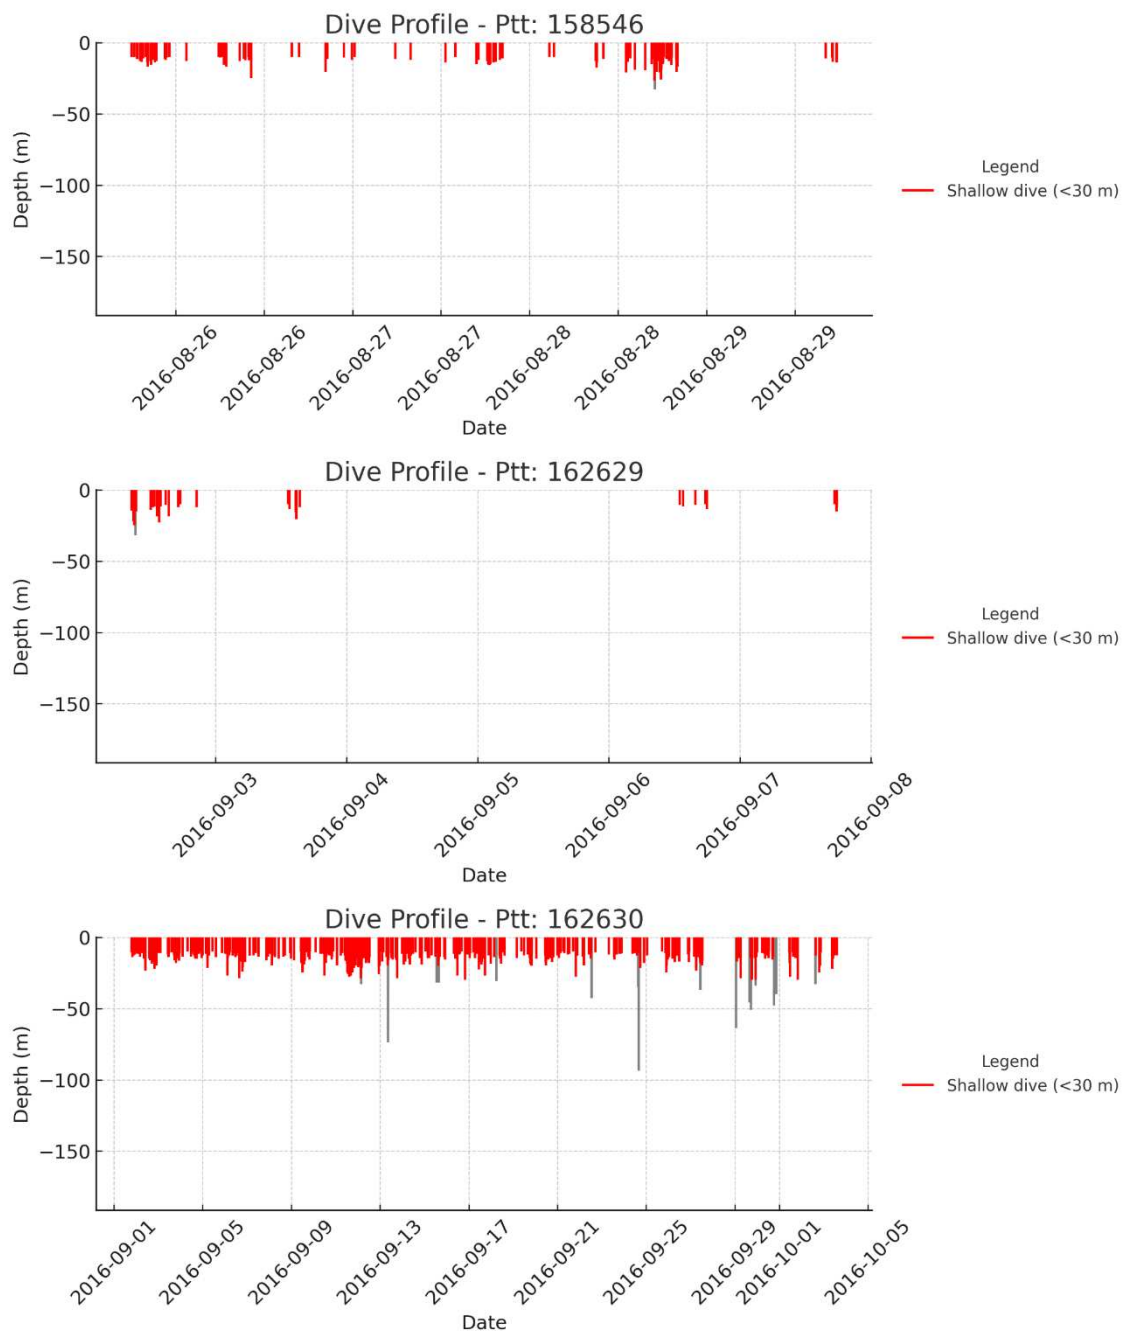 Dive Profile - Ptt: 158546
0
−50
−100
−150
Depth (m)
2016-08-26
2016-08-26
2016-08-27
2016-08-27
2016-08-28
2016-08-28
2016-08-29
2016-08-29
Date
Legend
Shallow dive (<30 m)
Dive Profile - Ptt: 162629
0
−50
−100
−150
Depth (m)
2016-09-03
2016-09-04
2016-09-05
2016-09-06
2016-09-07
2016-09-08
Date
Legend
Shallow dive (<30 m)
Dive Profile - Ptt: 162630
0
−50
−100
−150
Depth (m)
2016-09-01
2016-09-05
2016-09-09
2016-09-13
2016-09-17
2016-09-21
2016-09-25
2016-09-29
2016-10-01
2016-10-05
Date
Legend
Shallow dive (<30 m)